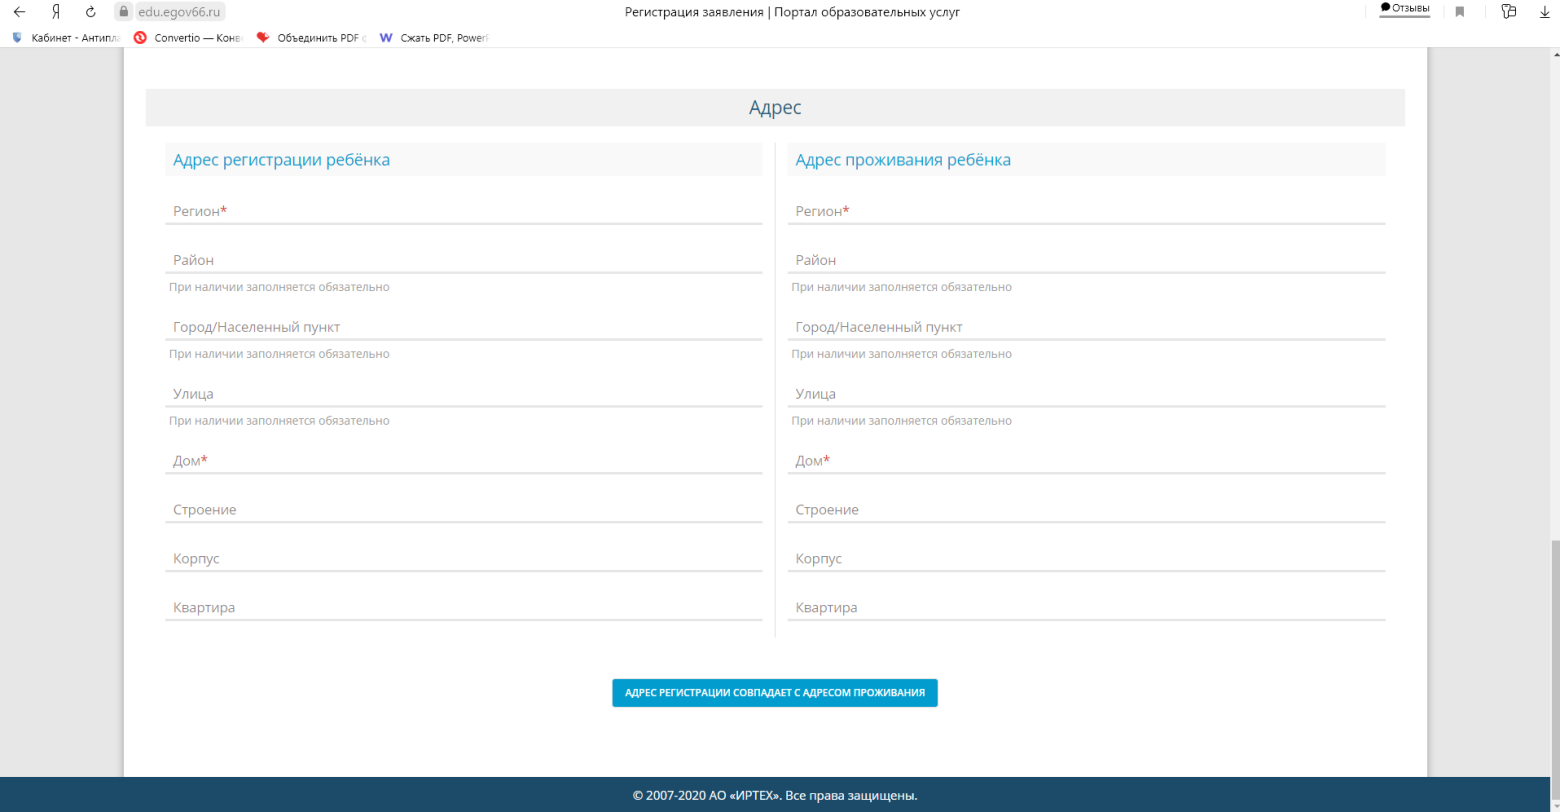 edu.egov66.ru
Регистрация заявления | Портал образовательных услуг
Отзывы
Кабинет - Антипла
Convertio — Конве
Объединить PDF
Сжать PDF, PowerP
Адрес
Адрес регистрации ребёнка
Регион*
Район
При наличии заполняется обязательно
Город/Населенный пункт
При наличии заполняется обязательно
Улица
При наличии заполняется обязательно
Дом*
Строение
Корпус
Квартира
Адрес проживания ребёнка
Регион*
Район
При наличии заполняется обязательно
Город/Населенный пункт
При наличии заполняется обязательно
Улица
При наличии заполняется обязательно
Дом*
Строение
Корпус
Квартира
АДРЕС РЕГИСТРАЦИИ СОВПАДАЕТ С АДРЕСОМ ПРОЖИВАНИЯ
© 2007-2020 АО «ИРТЕХ». Все права защищены.